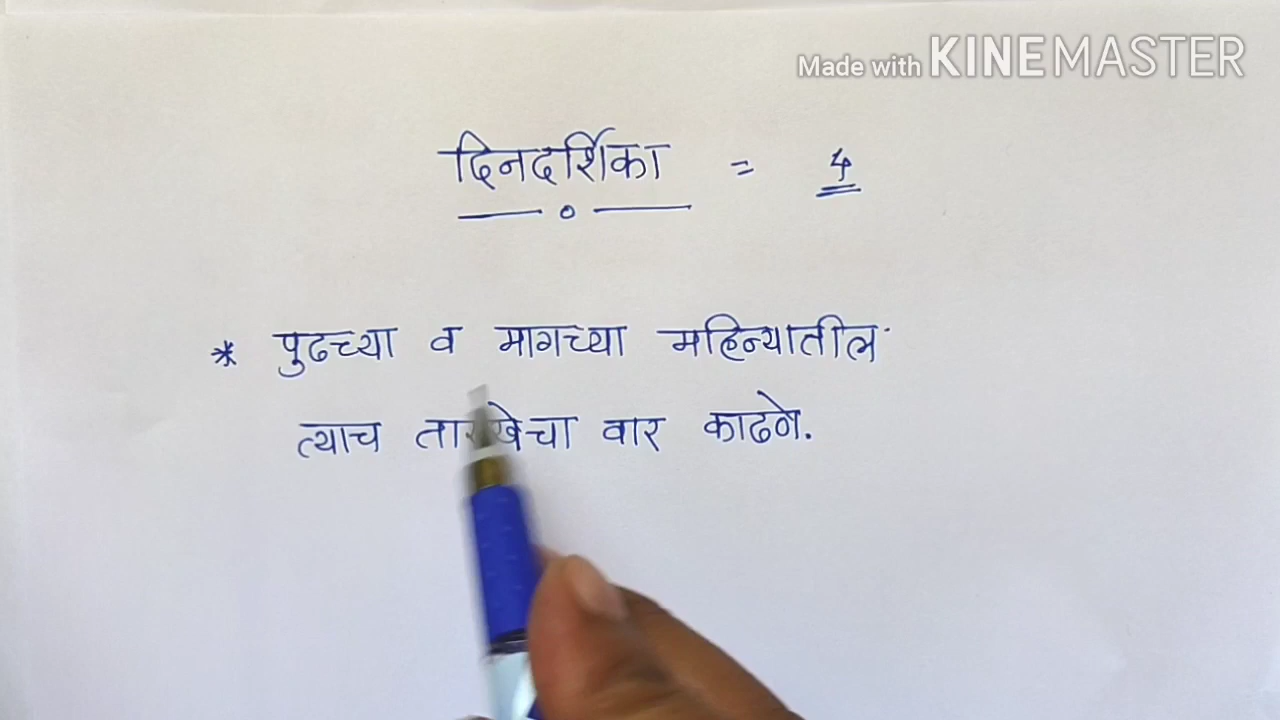 Made with KINEMASTER
दिनदर्शिका = 4
* पुढच्या व मागच्या महिन्यातील
त्याच तारखेचा वार काढणे.